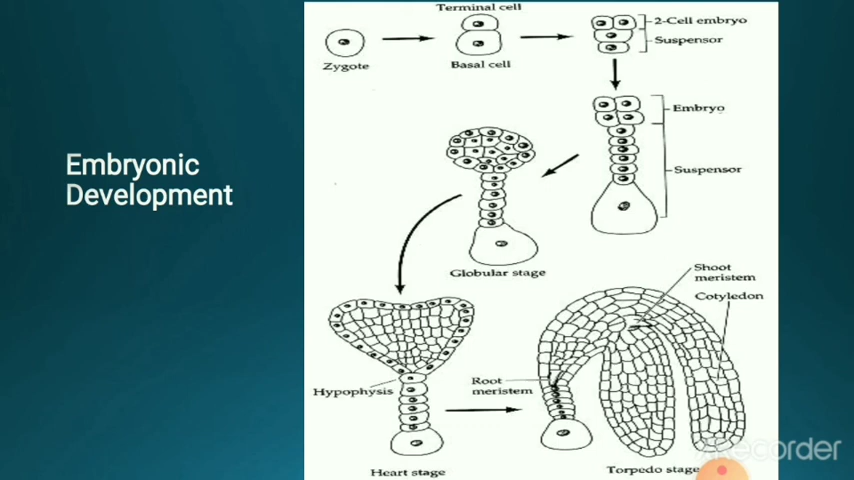 Embryonic
Development
Terminal cell
Zygote
Basal cell
2-Cell embryo
Suspensor
Embryo
Suspensor
Globular stage
Shoot
meristem
Cotyledon
Hypophysis
Root
meristem
Heart stage
Torpedo stage
XRecorder